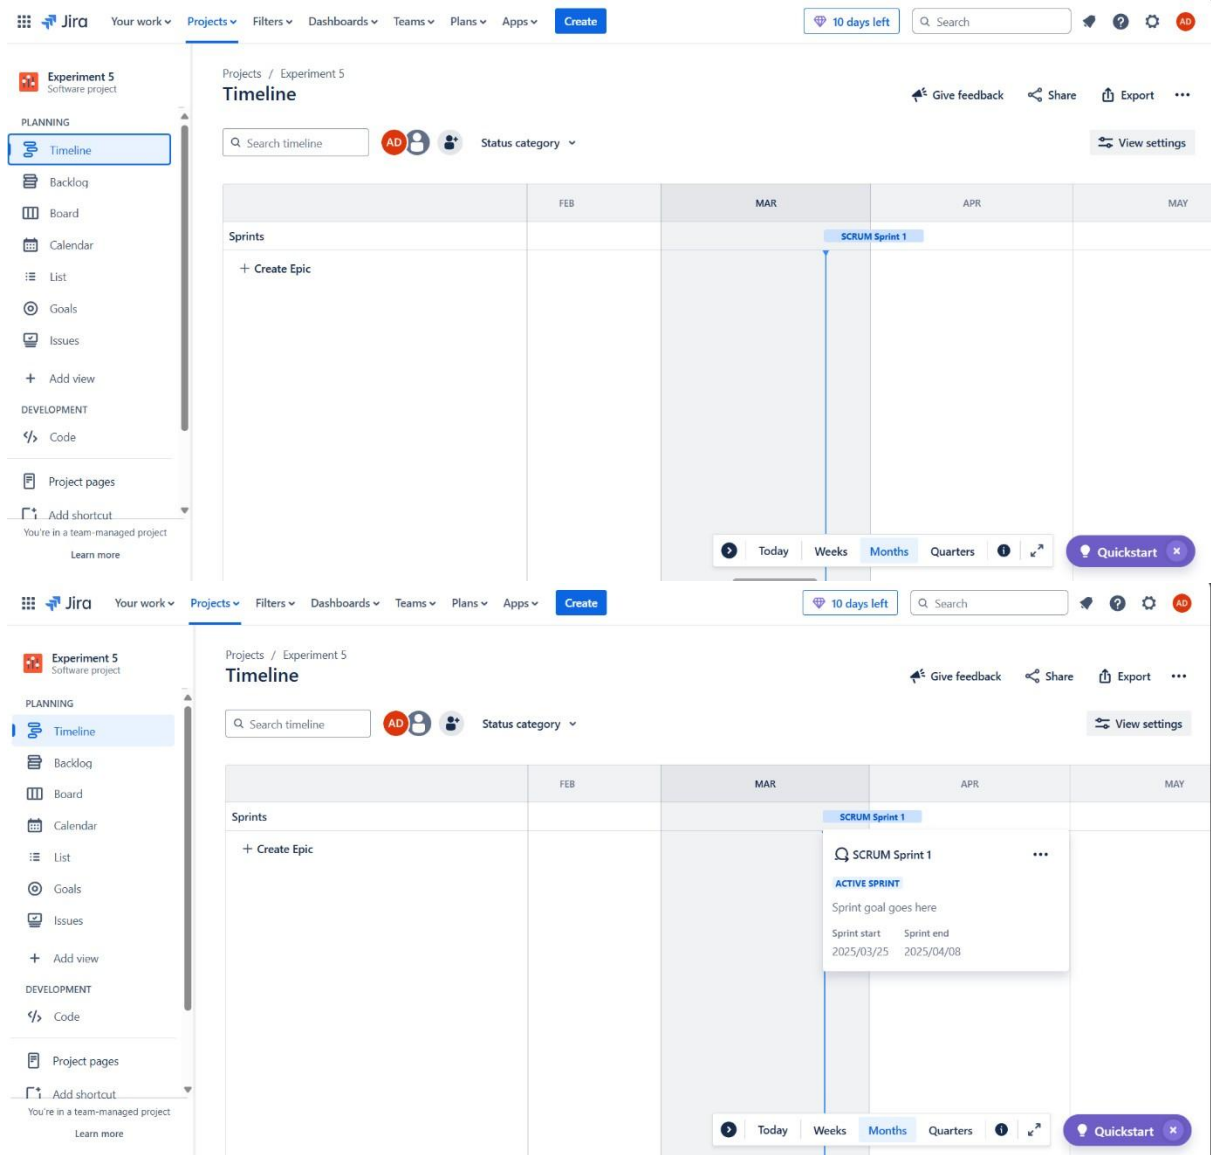 Jira Your work Projects Filters Dashboards Teams Plans Apps Create 10 days left Search AD
Experiment 5
Software project
Projects / Experiment 5
Timeline
Give feedback Share Export
PLANNING
Search timeline AD Status category View settings
Timeline
Backlog
Board
Calendar
List
Goals
Issues
Add view
DEVELOPMENT
Code
Project pages
Add shortcut
You're in a team-managed project
Learn more
FEB MAR APR MAY
Sprints SCRUM Sprint 1
+ Create Epic
Today Weeks Months Quarters Quickstart
Jira Your work Projects Filters Dashboards Teams Plans Apps Create 10 days left Search AD
Experiment 5
Software project
Projects / Experiment 5
Timeline
Give feedback Share Export
PLANNING
Search timeline AD Status category View settings
Timeline
Backlog
Board
Calendar
List
Goals
Issues
Add view
DEVELOPMENT
Code
Project pages
Add shortcut
You're in a team-managed project
Learn more
FEB MAR APR MAY
Sprints SCRUM Sprint 1
+ Create Epic
SCRUM Sprint 1
ACTIVE SPRINT
Sprint goal goes here
Sprint start Sprint end
2025/03/25 2025/04/08
Today Weeks Months Quarters Quickstart